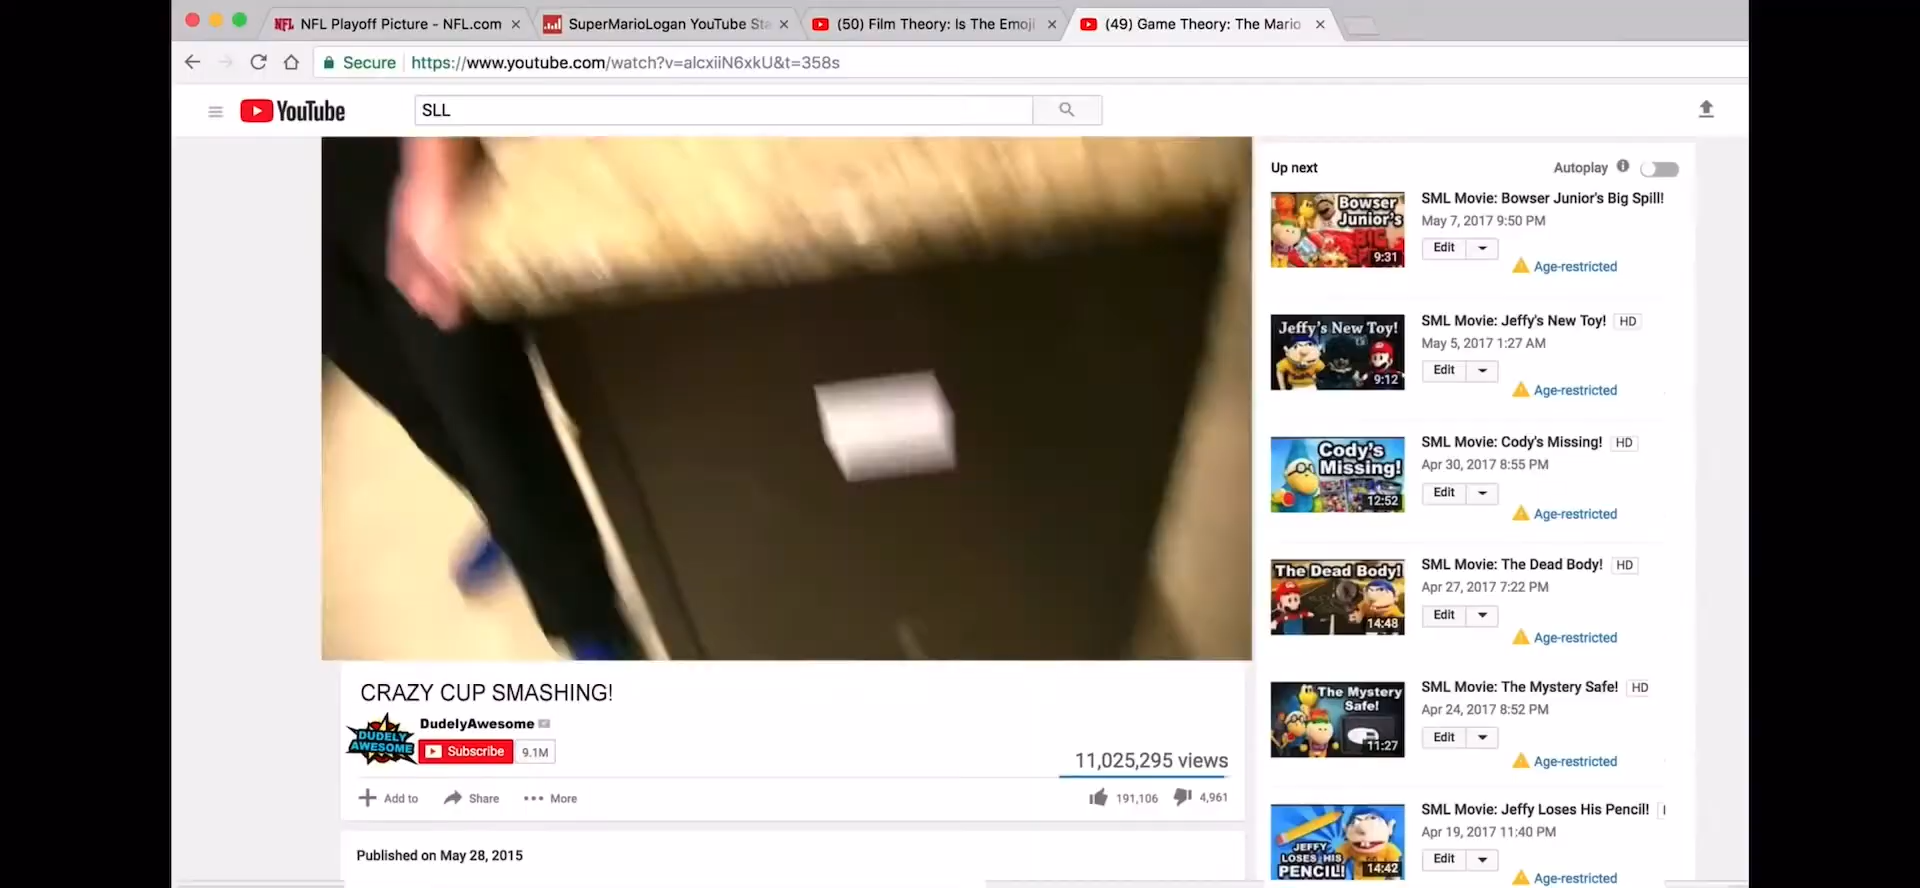 NFL Playoff Picture - NFL.com
SuperMarioLogan YouTube Sta
(50) Film Theory: Is The Emoji
(49) Game Theory: The Mario
Secure https://www.youtube.com/watch?v=alcxiiN6xkU&t=358s
YouTube
SLL
Up next
Autoplay
Bowser
Junior's
BIG
9:31
SML Movie: Bowser Junior's Big Spill!
May 7, 2017 9:50 PM
Edit
Age-restricted
Jeffy's New Toy!
9:12
SML Movie: Jeffy's New Toy! HD
May 5, 2017 1:27 AM
Edit
Age-restricted
Cody's
Missing!
12:52
SML Movie: Cody's Missing! HD
Apr 30, 2017 8:55 PM
Edit
Age-restricted
The Dead Body!
14:48
SML Movie: The Dead Body! HD
Apr 27, 2017 7:22 PM
Edit
Age-restricted
The Mystery
Safe!
11:27
SML Movie: The Mystery Safe! HD
Apr 24, 2017 8:52 PM
Edit
Age-restricted
JEFFY
LOSES HIS
PENCIL!
14:42
SML Movie: Jeffy Loses His Pencil!
Apr 19, 2017 11:40 PM
Edit
Age-restricted
CRAZY CUP SMASHING!
DUDELY
AWESOME
DudelyAwesome
Subscribe 9.1M
11,025,295 views
Add to Share More
191,106 4,961
Published on May 28, 2015